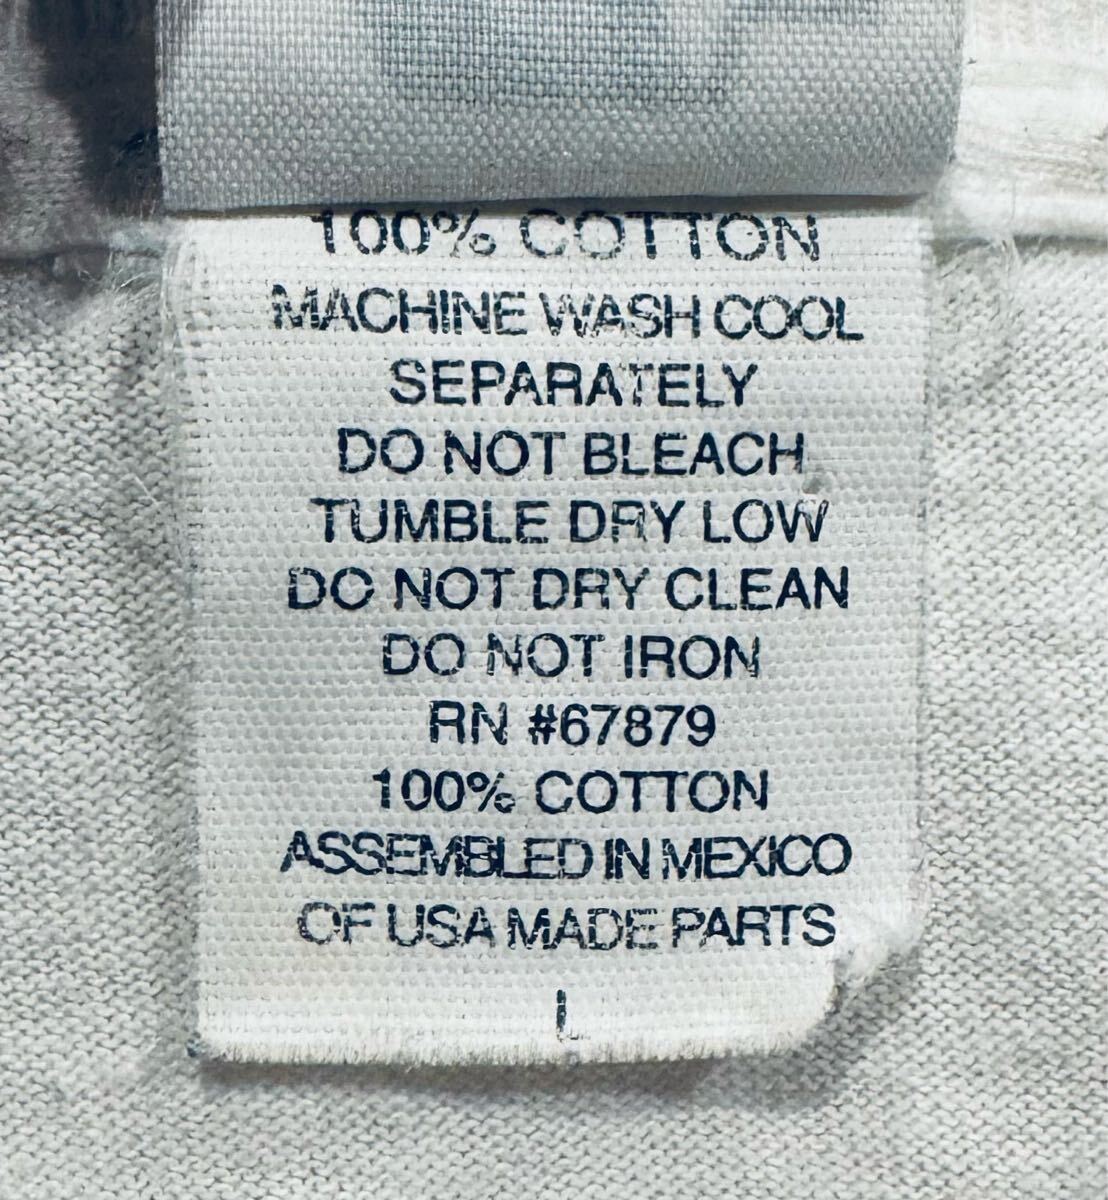 100% COTTON
MACHINE WASH COOL
SEPARATELY
DO NOT BLEACH
TUMBLE DRY LOW
DO NOT DRY CLEAN
DO NOT IRON
RN #67879
100% COTTON
ASSEMBLED IN MEXICO
OF USA MADE PARTS
L